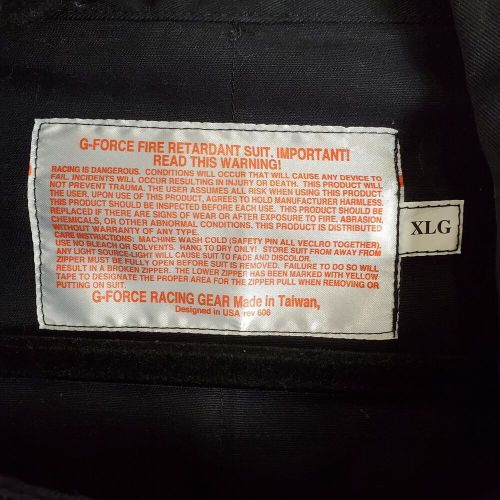 G-FORCE FIRE RETARDANT SUIT. IMPORTANT!
READ THIS WARNING!
RACING IS DANGEROUS. CONDITIONS WILL OCCUR THAT WILL CAUSE ANY DEVICE TO
FAIL. INCIDENTS WILL OCCUR RESULTING IN INJURY OR DEATH. THIS PRODUCT WILL
NOT PREVENT TRAUMA. THE USER ASSUMES ALL RISK WHEN USING THIS PRODUCT
THE USER, UPON USE OF THIS PRODUCT, AGREES TO HOLD MANUFACTURER HARMLESS.
THIS PRODUCT SHOULD BE INSPECTED BEFORE EACH USE. THIS PRODUCT SHOULD BE
REPLACED IF THERE ARE SIGNS OF WEAR OR AFTER EXPOSURE TO FIRE, ABRASION,
CHEMICALS, OR OTHER ABNORMAL CONDITIONS. THIS PRODUCT IS DISTRIBUTED
WITHOUT WARRANTY OF ANY TYPE.
CARE INSTRUCTIONS: MACHINE WASH COLD (SAFETY PIN ALL VECLRO TOGETHER),
USE NO BLEACH OR SOLVENTS. HANG TO DRY ONLY! STORE SUIT FROM AWAY FROM
ANY LIGHT SOURCE-LIGHT WILL CAUSE SUIT TO FADE AND DISCOLOR.
ZIPPER MUST BE FULLY OPEN BEFORE SUIT IS REMOVED. FAILURE TO DO SO WILL
RESULT IN A BROKEN ZIPPER. THE LOWER ZIPPER HAS BEEN MARKED WITH YELLOW
TAPE TO DESIGNATE THE PROPER AREA FOR THE ZIPPER PULL WHEN REMOVING OR
PUTTING ON SUIT.
G-FORCE RACING GEAR Made in Taiwan,
Designed in USA rev 606
XLG